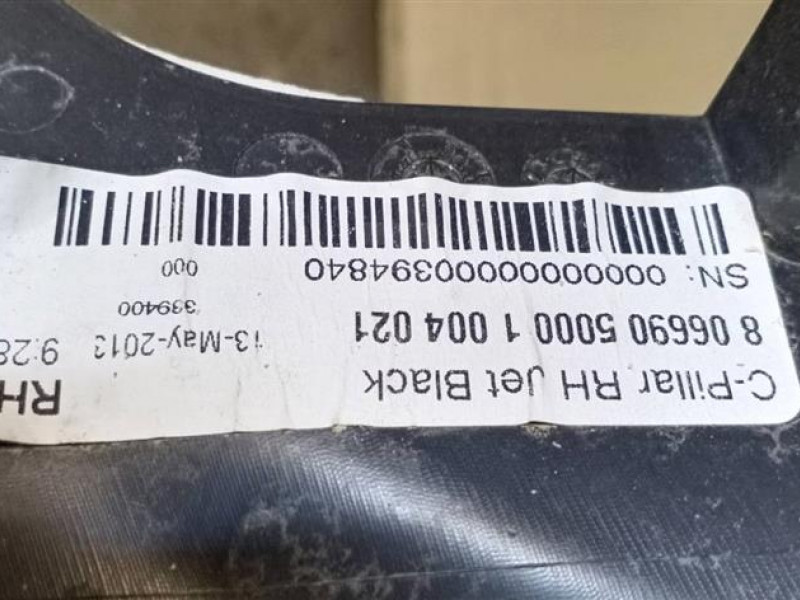 C-Pillar RH Jet Black RH
8 06690 5000 1 004 021
13-May-2013 9:28
339400
SN: 000000000000394840
000